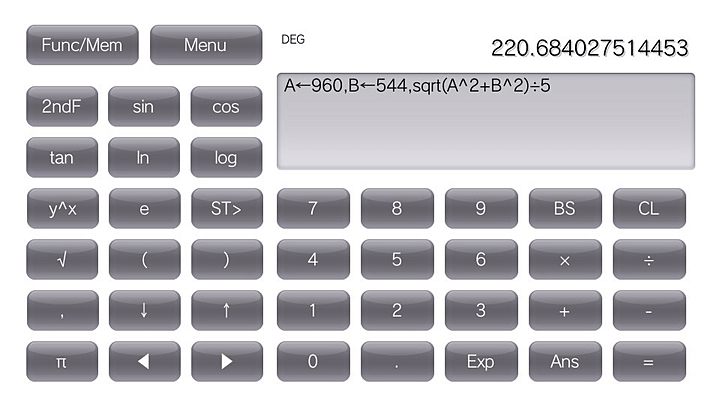 Func/Mem Menu DEG 220.684027514453
A←960,B←544,sqrt(A^2+B^2)÷5
2ndF sin cos
tan ln log
y^x e ST> 7 8 9 BS CL
√ ( ) 4 5 6 × ÷
, ↓ ↑ 1 2 3 + -
π ◀ ▶ 0 . Exp Ans =